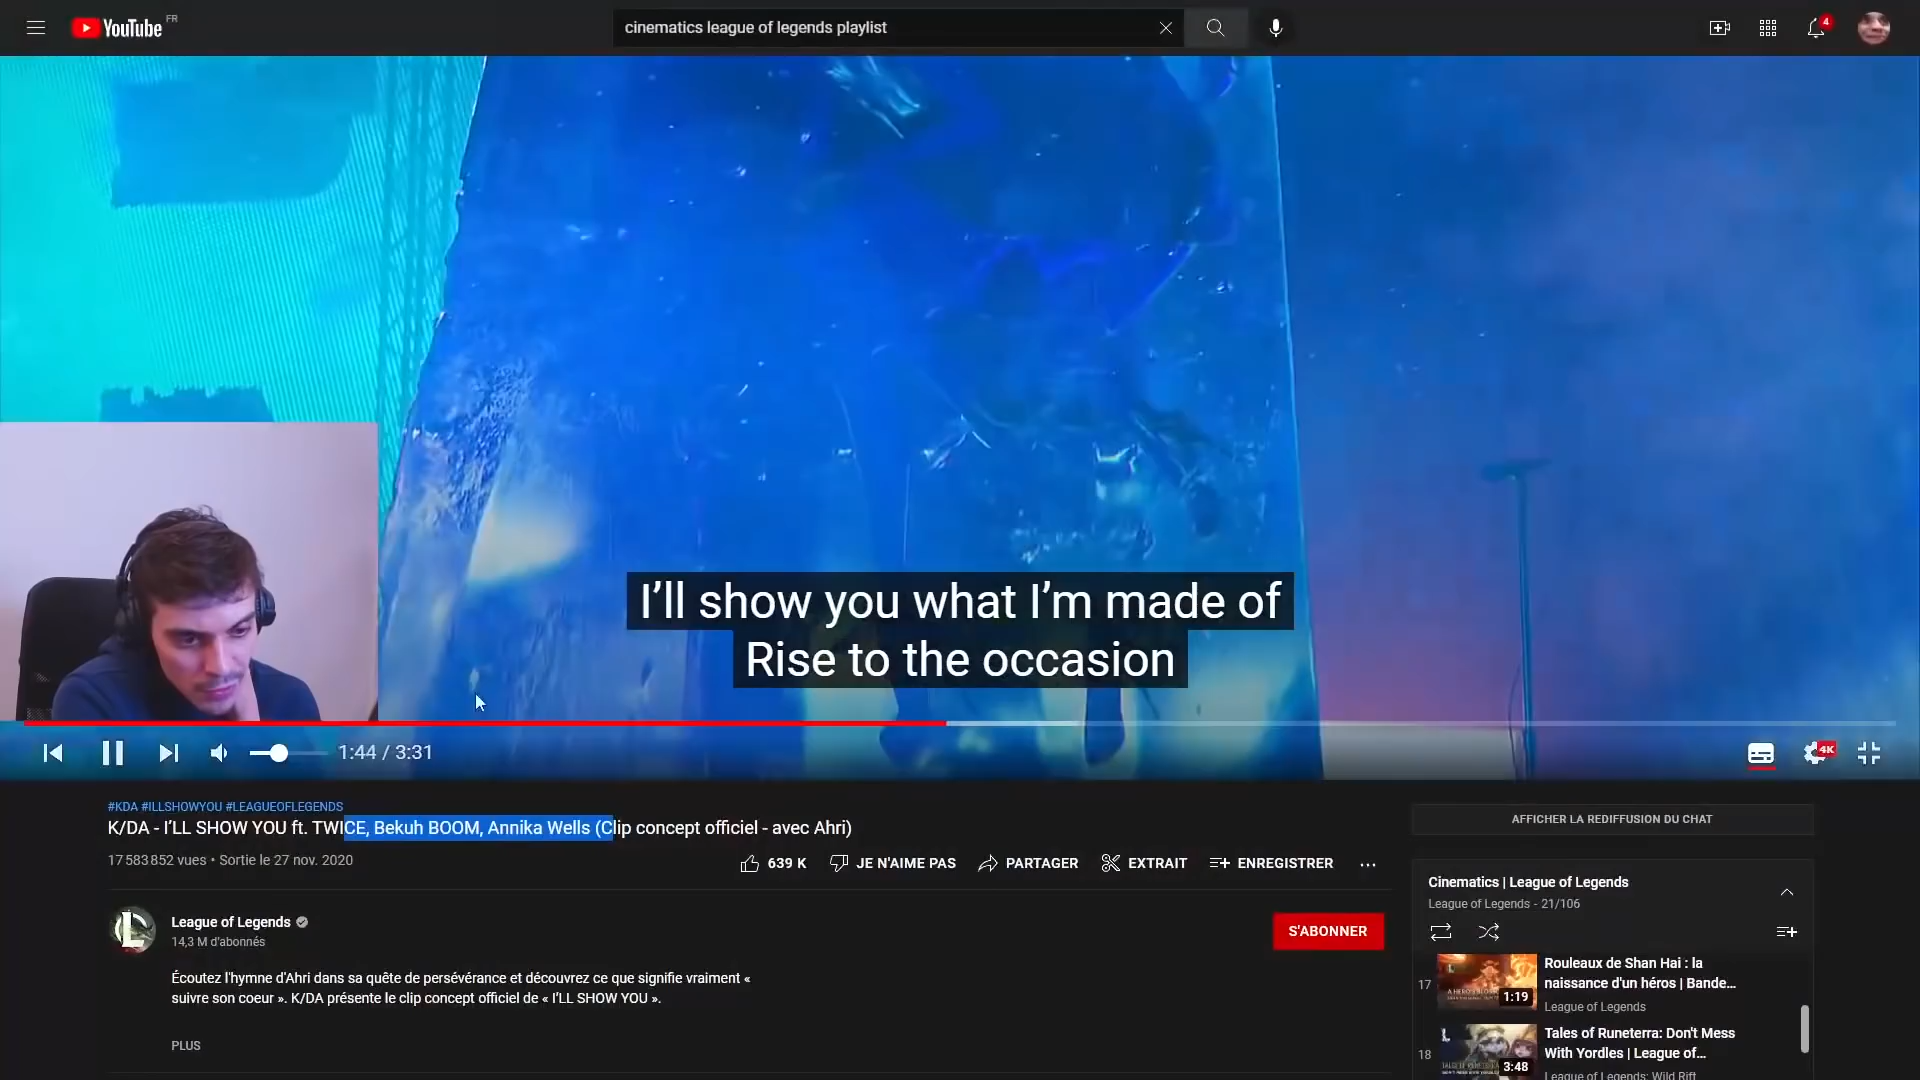 YouTube FR
cinematics league of legends playlist
4
I’ll show you what I’m made of
Rise to the occasion
1:44 / 3:31
4K
#KDA #ILLSHOWYOU #LEAGUEOFLEGENDS
K/DA - I’LL SHOW YOU ft. TWICE, Bekuh BOOM, Annika Wells (Clip concept officiel - avec Ahri)
17 583 852 vues • Sortie le 27 nov. 2020
639 K
JE N'AIME PAS
PARTAGER
EXTRAIT
ENREGISTRER
League of Legends
14,3 M d’abonnés
S'ABONNER
Écoutez l'hymne d'Ahri dans sa quête de persévérance et découvrez ce que signifie vraiment «
suivre son coeur ». K/DA présente le clip concept officiel de « I’LL SHOW YOU ».
PLUS
AFFICHER LA REDIFFUSION DU CHAT
Cinematics | League of Legends
League of Legends - 21/106
17
1:19
Rouleaux de Shan Hai : la
naissance d'un héros | Bande...
League of Legends
18
3:48
Tales of Runeterra: Don't Mess
With Yordles | League of...
League of Legends: Wild Rift